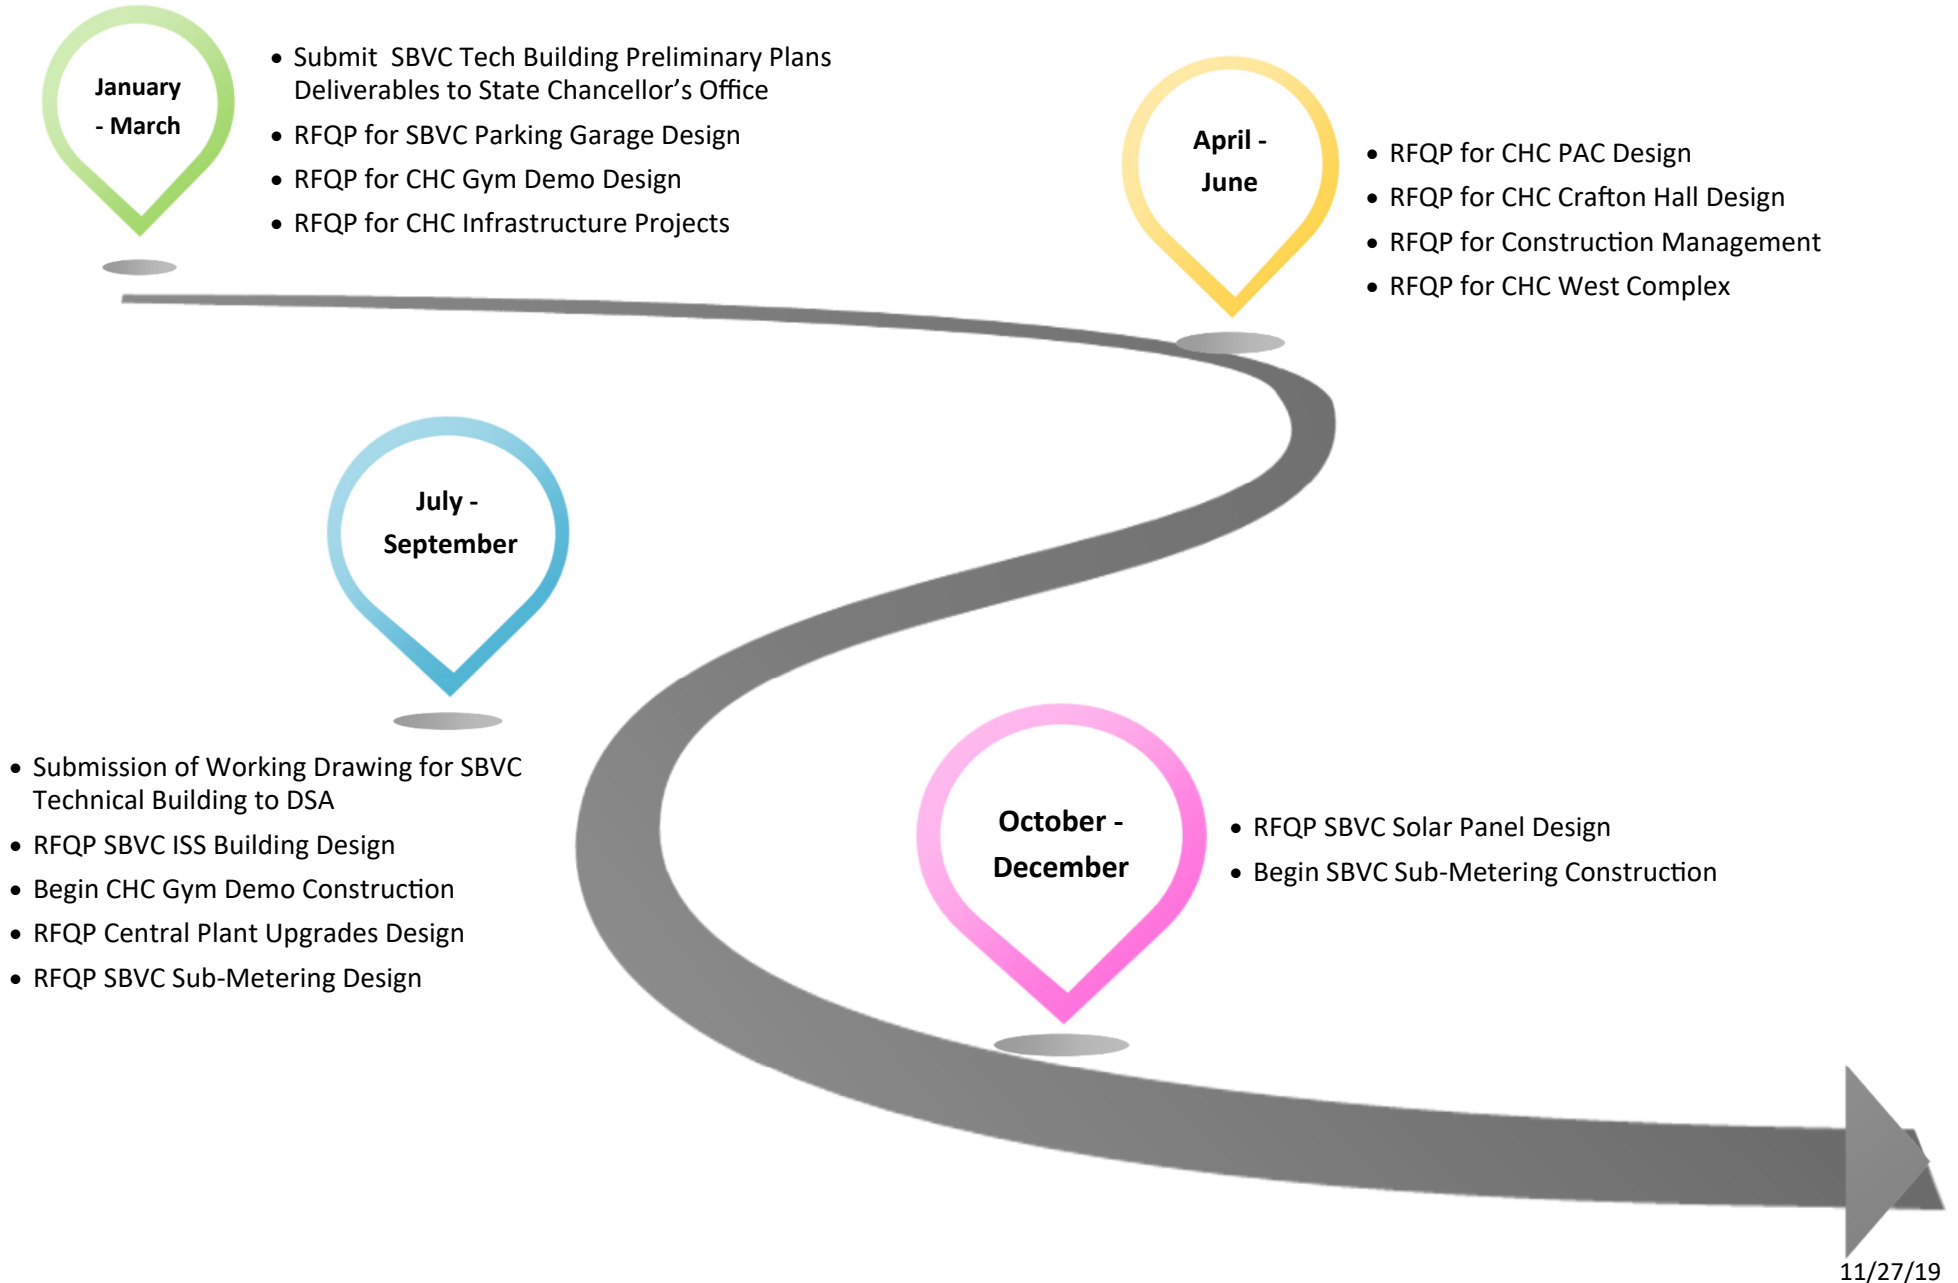 January
- March
• Submit SBVC Tech Building Preliminary Plans
Deliverables to State Chancellor’s Office
• RFQP for SBVC Parking Garage Design
• RFQP for CHC Gym Demo Design
• RFQP for CHC Infrastructure Projects
April -
June
• RFQP for CHC PAC Design
• RFQP for CHC Crafton Hall Design
• RFQP for Construction Management
• RFQP for CHC West Complex
July -
September
• Submission of Working Drawing for SBVC
Technical Building to DSA
• RFQP SBVC ISS Building Design
• Begin CHC Gym Demo Construction
• RFQP Central Plant Upgrades Design
• RFQP SBVC Sub-Metering Design
October -
December
• RFQP SBVC Solar Panel Design
• Begin SBVC Sub-Metering Construction
11/27/19